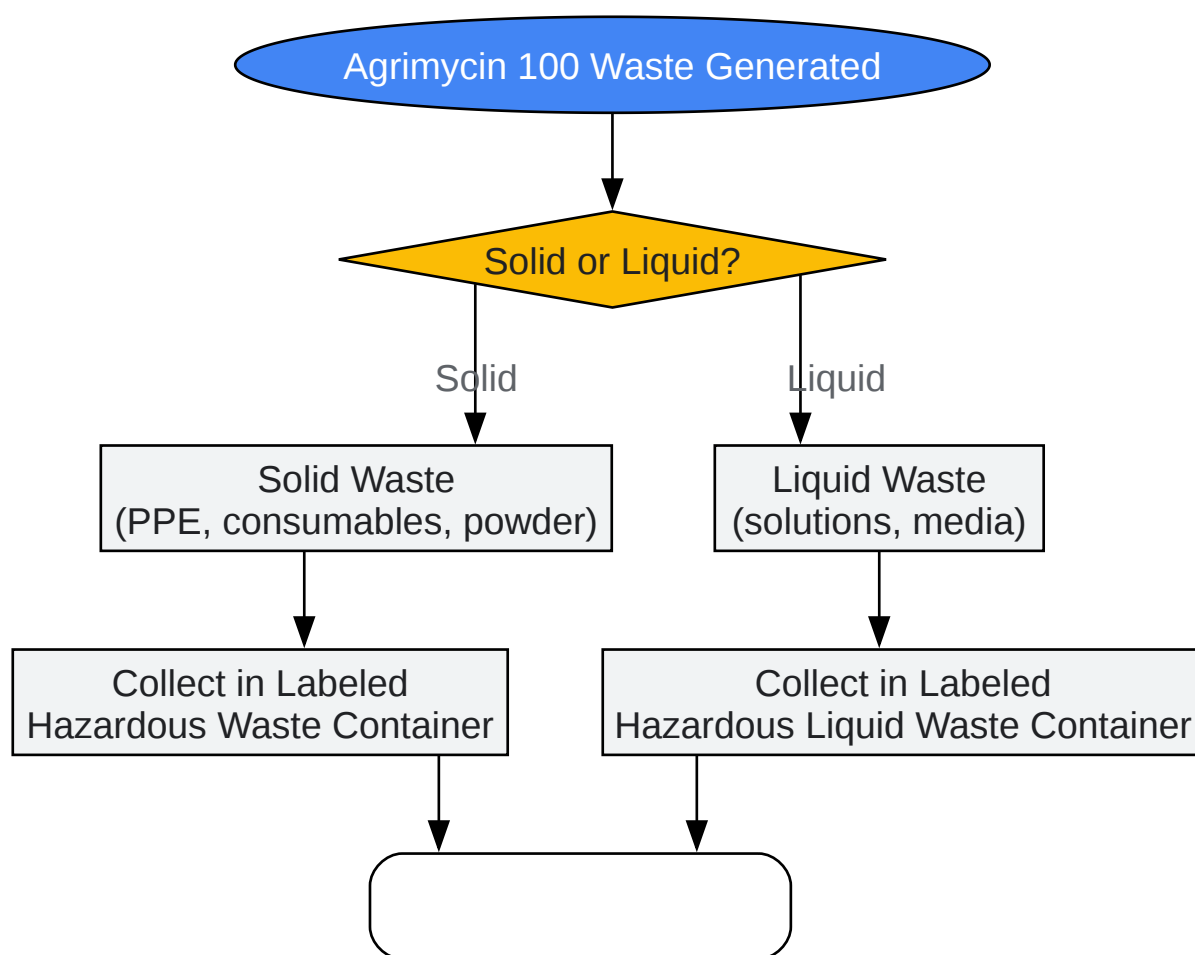 Agrimycin 100 Waste Generated
Solid or Liquid?
Solid
Liquid
Solid Waste
(PPE, consumables, powder)
Liquid Waste
(solutions, media)
Collect in Labeled
Hazardous Waste Container
Collect in Labeled
Hazardous Liquid Waste Container